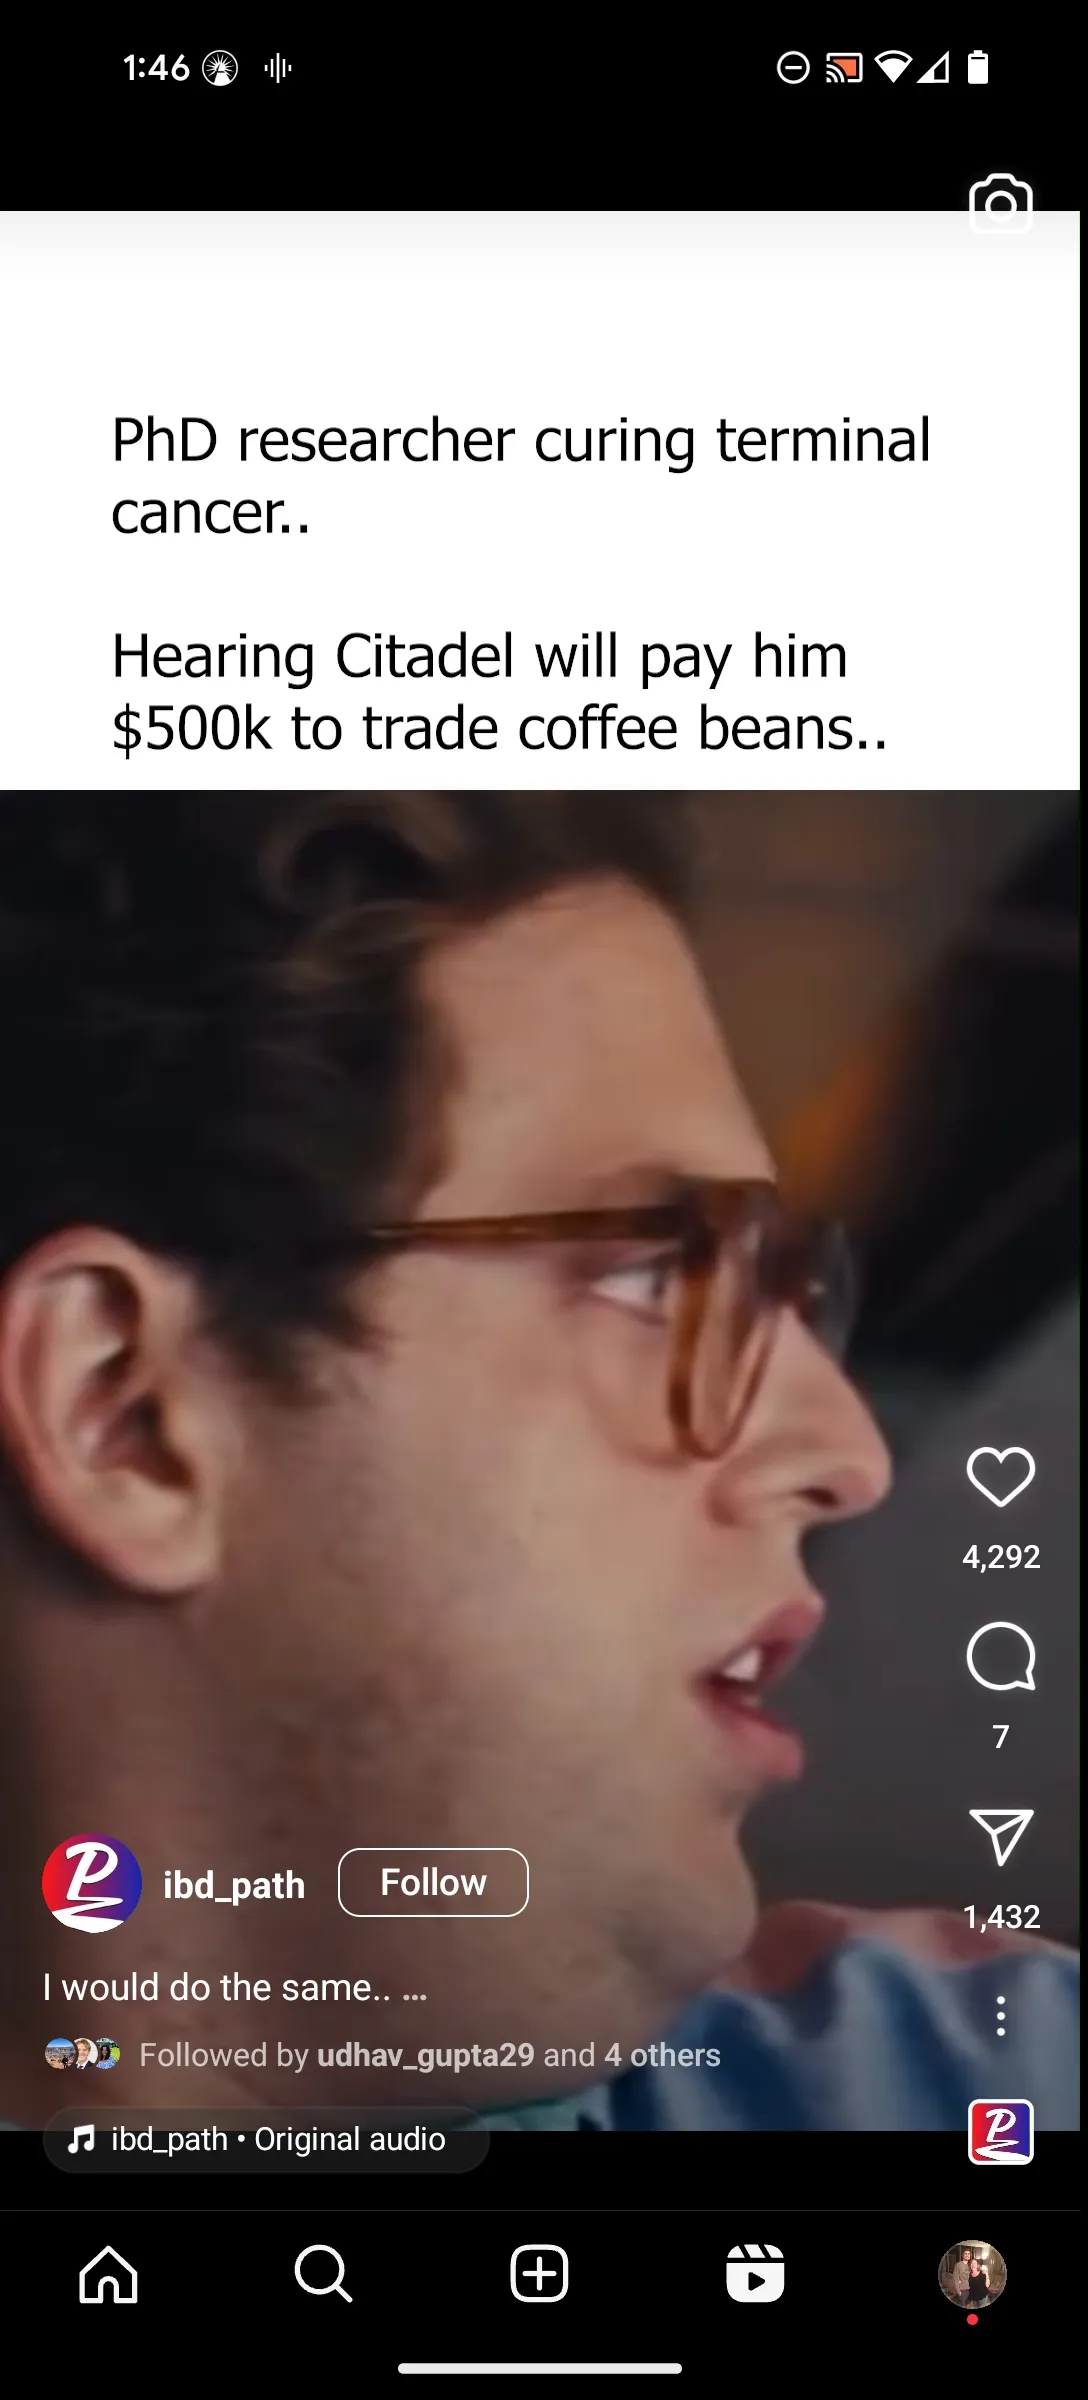 1:46
PhD researcher curing terminal
cancer..
Hearing Citadel will pay him
$500k to trade coffee beans..
4,292
7
1,432
P
ibd_path
Follow
I would do the same.. ...
Followed by udhav_gupta29 and 4 others
ibd_path • Original audio
P